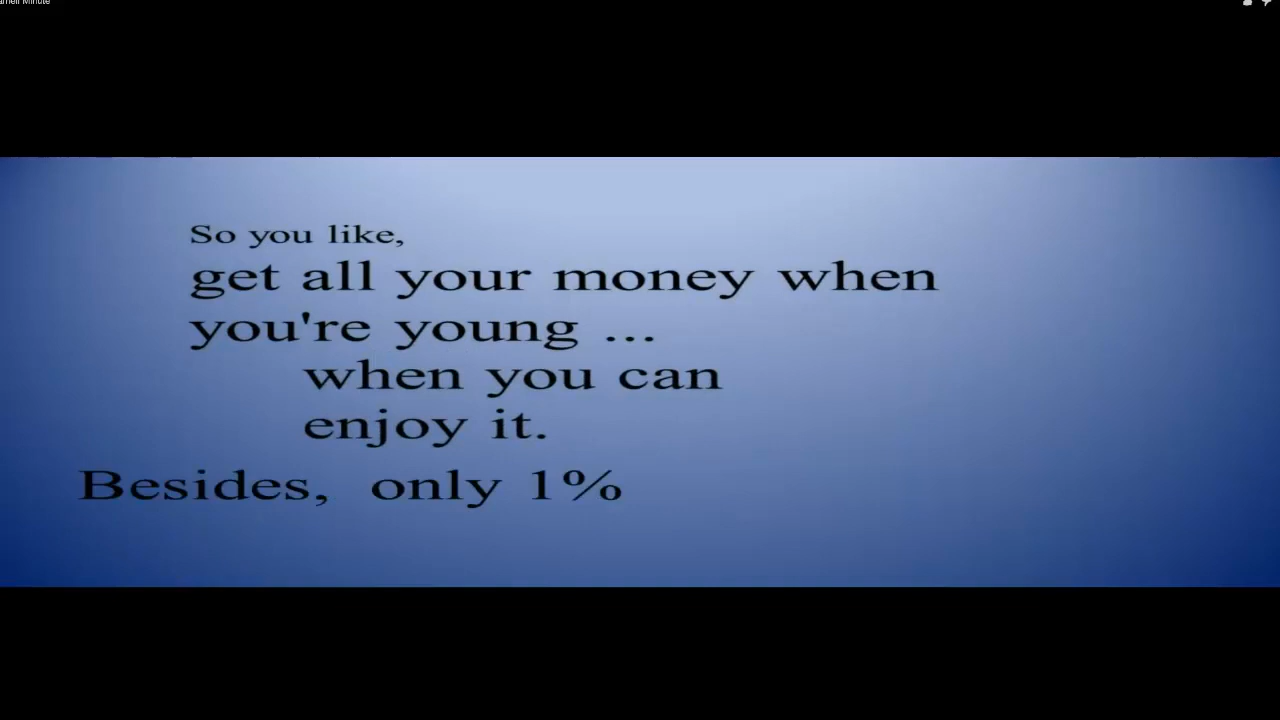 Minute
So you like,
get all your money when
you're young ...
when you can
enjoy it.
Besides, only 1%